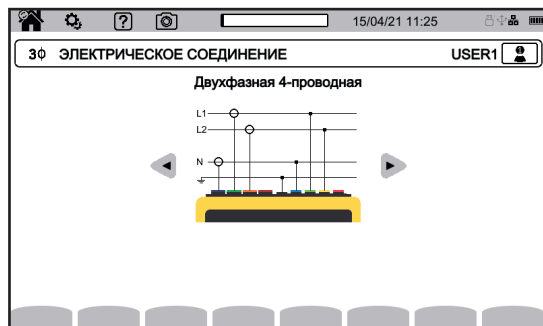 ? 15/04/21 11:25
3ϕ ЭЛЕКТРИЧЕСКОЕ СОЕДИНЕНИЕ USER1
Двухфазная 4-проводная
L1
L2
N